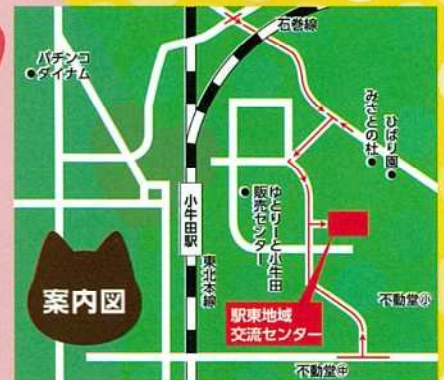 石巻線
パチンコ
ダイナム
ひばり園
みさとの杜
小牛田駅
東北本線
ゆとりーと小牛田
販売センター
案内図
駅東地域
交流センター
不動堂小
不動堂中